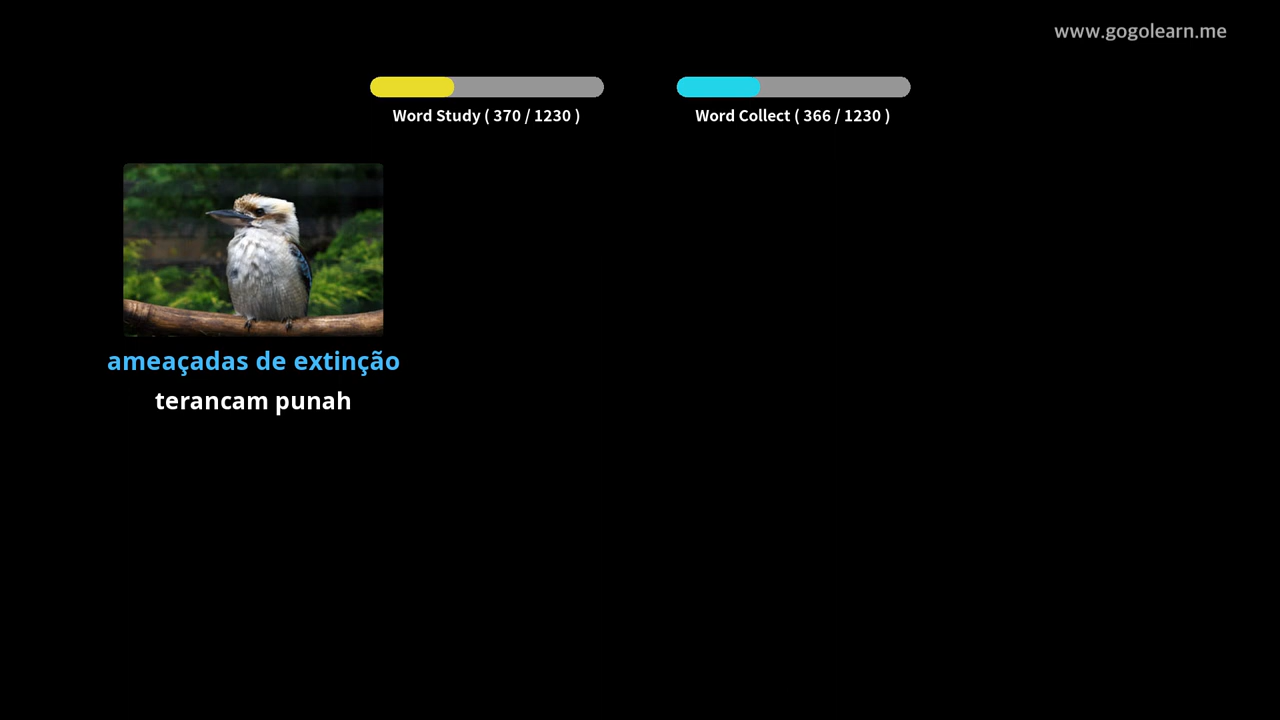 www.gogolearn.me
Word Study ( 370 / 1230 )
Word Collect ( 366 / 1230 )
ameaçadas de extinção
terancam punah